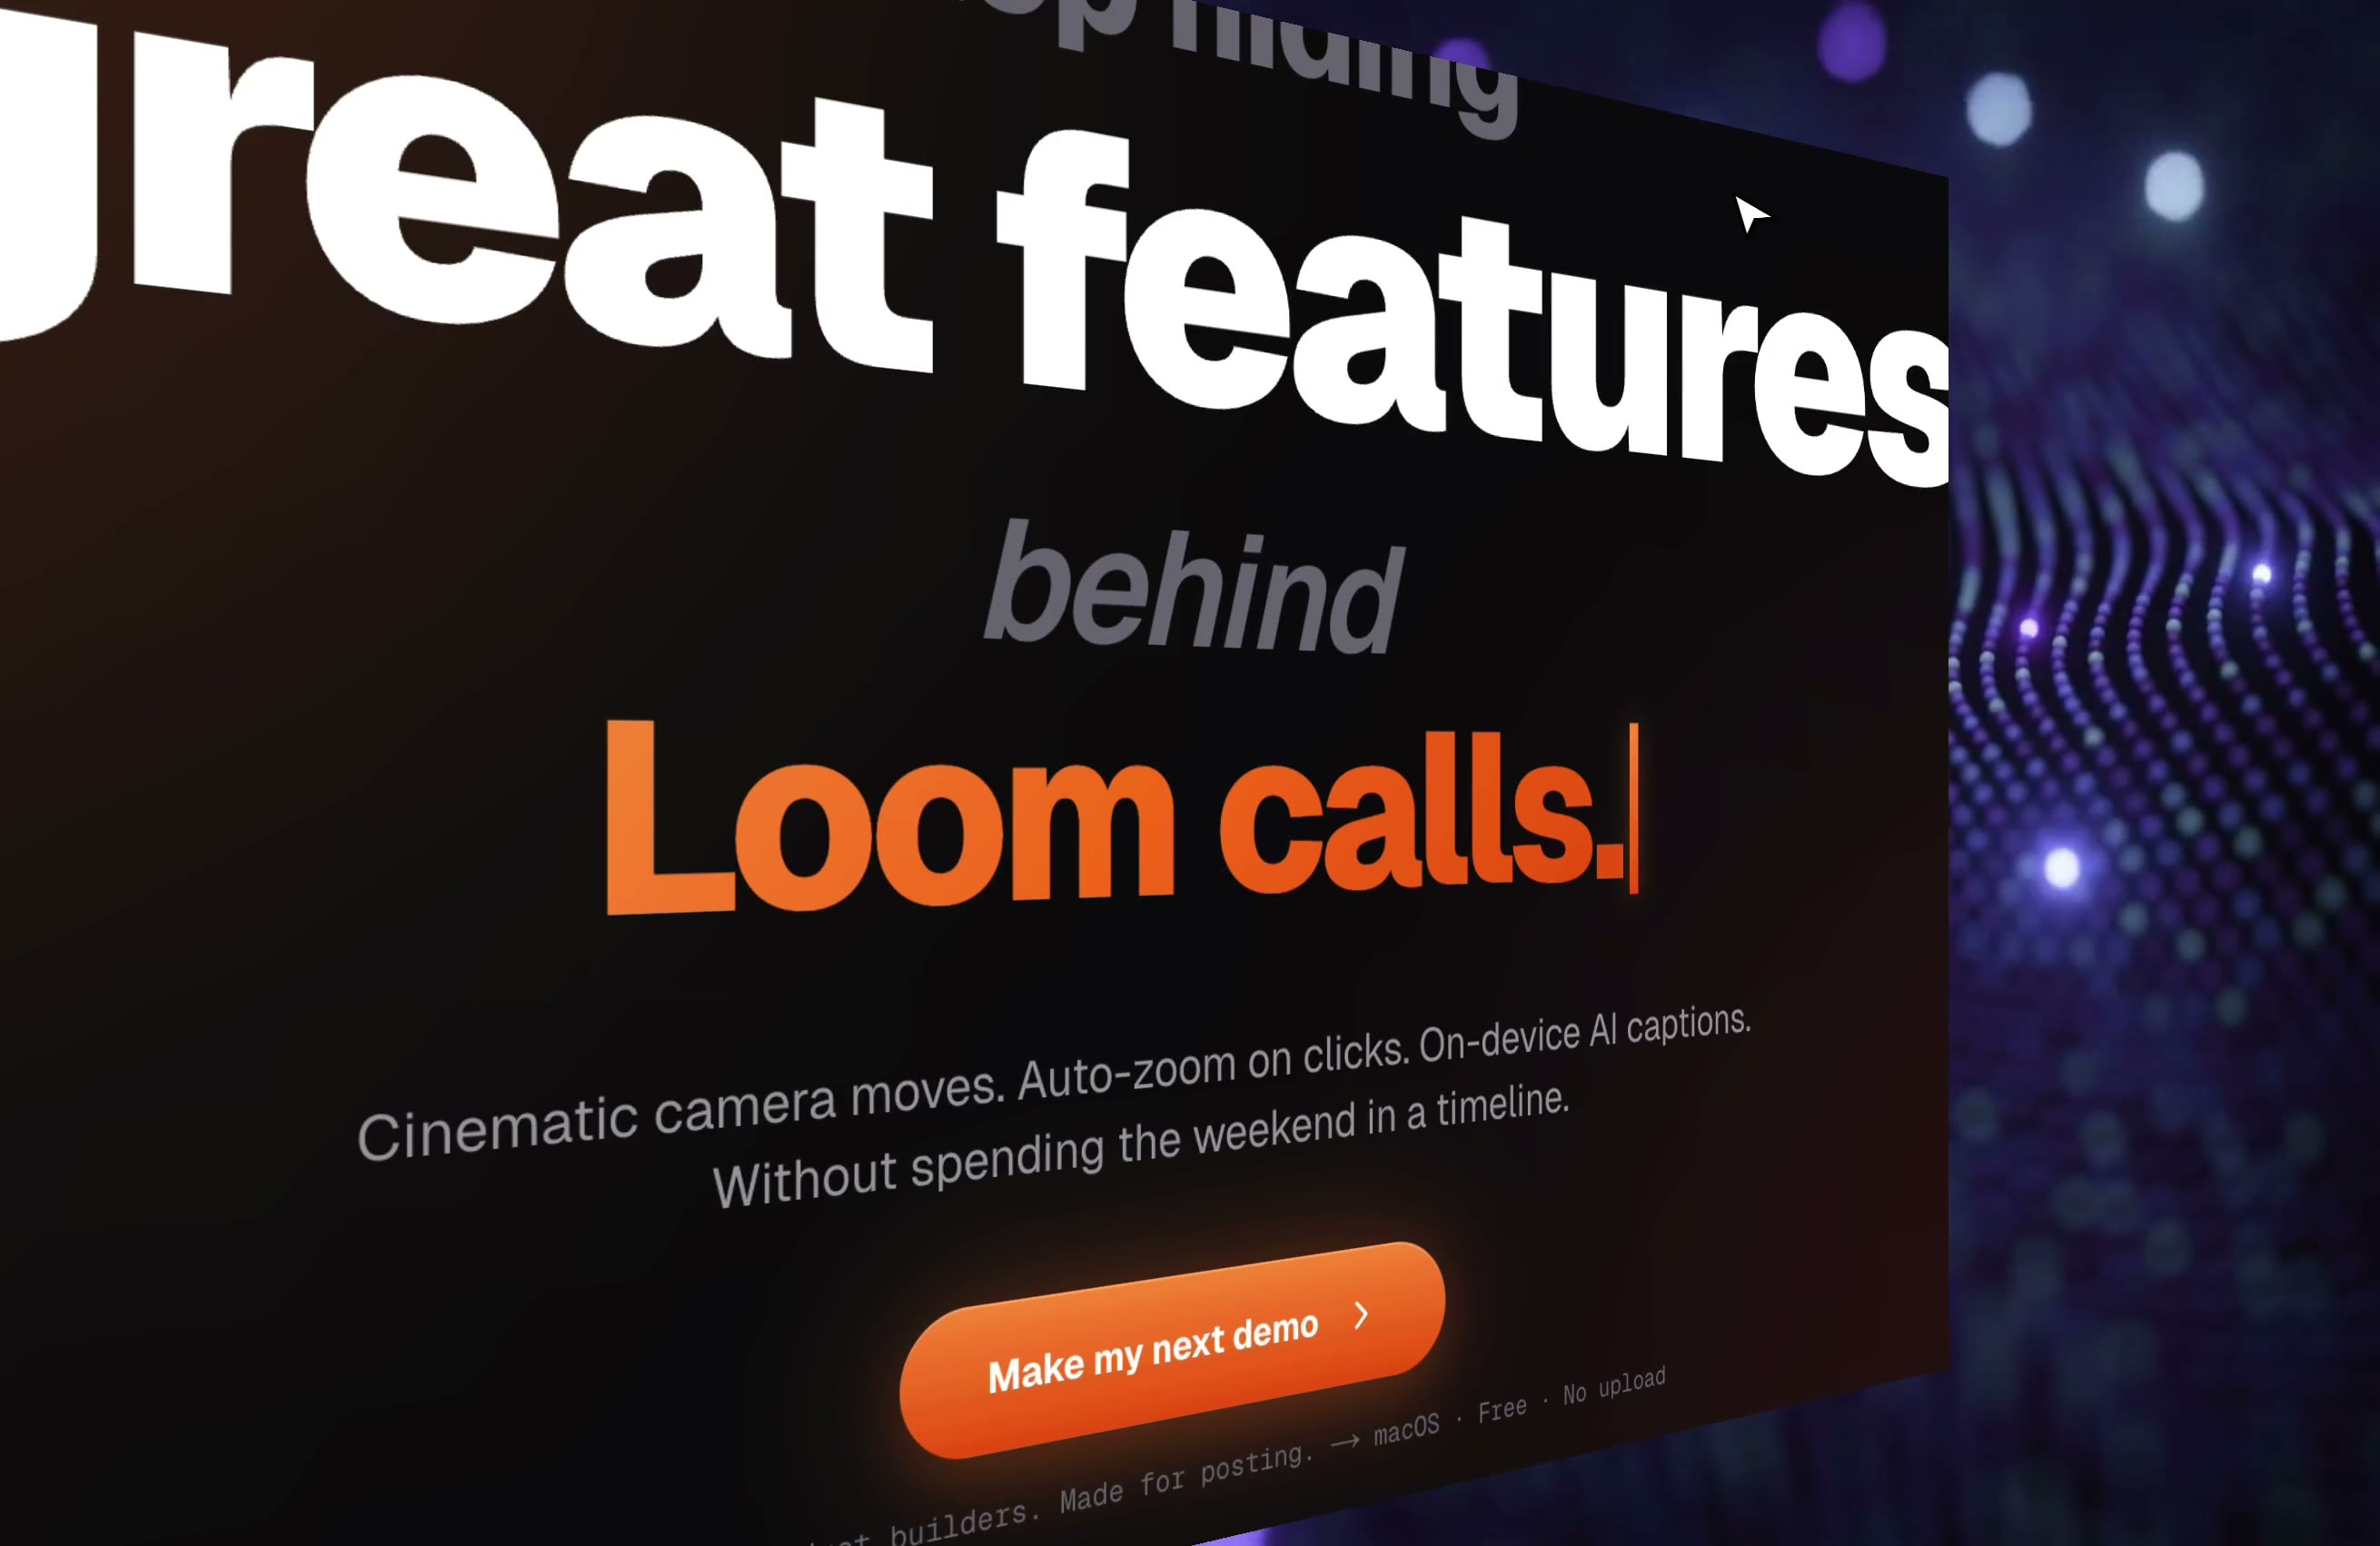 hiding
great features
behind
Loom calls.
Cinematic camera moves. Auto-zoom on clicks. On-device AI captions.
Without spending the weekend in a timeline.
Make my next demo
builders. Made for posting. → macOS · Free · No upload